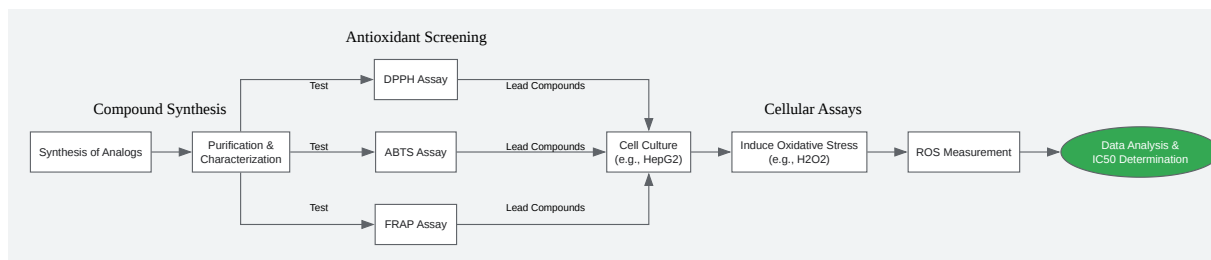 Antioxidant Screening
DPPH Assay
Test
Lead Compounds
Compound Synthesis
Cellular Assays
Synthesis of Analogs
Purification &
Characterization
Test
ABTS Assay
Lead Compounds
Cell Culture
(e.g., HepG2)
Induce Oxidative Stress
(e.g., H2O2)
ROS Measurement
Data Analysis &
IC50 Determination
Test
Lead Compounds
FRAP Assay